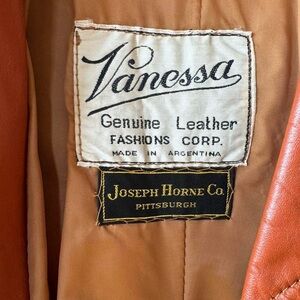 Vanessa
Genuine Leather
FASHIONS CORP.
MADE IN ARGENTINA
JOSEPH HORNE CO.
PITTSBURGH